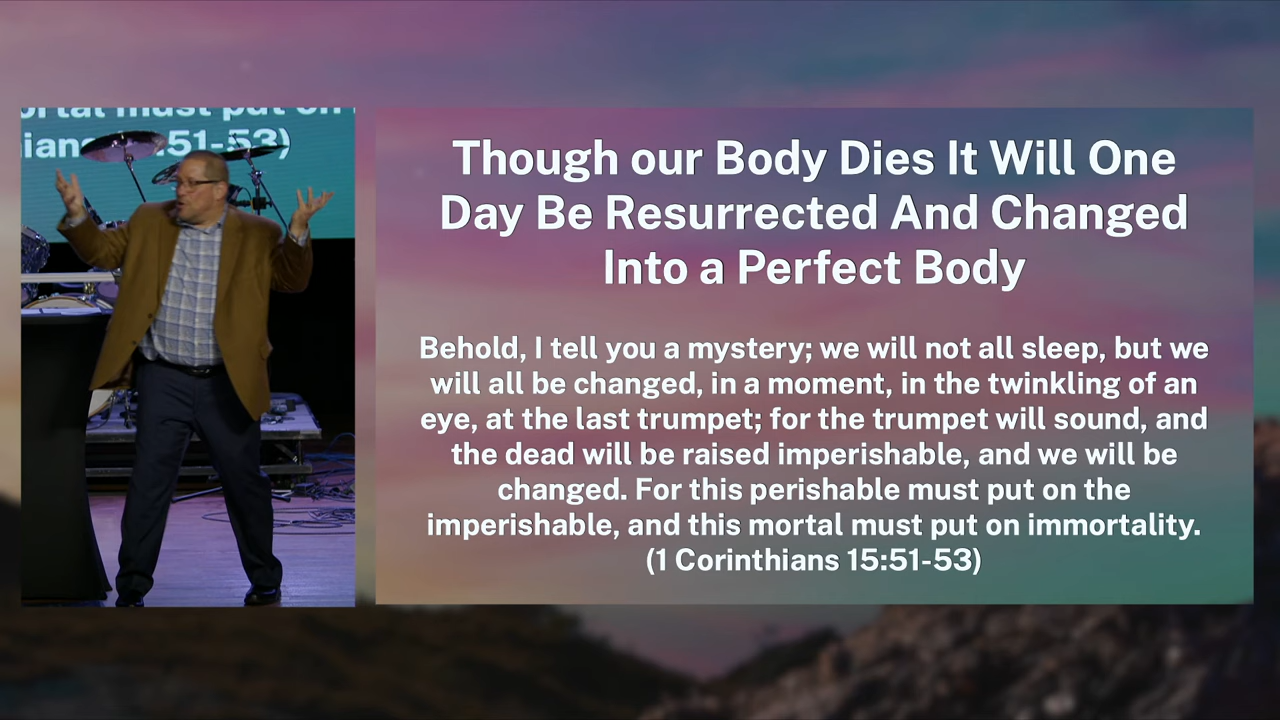 ortal must put on
ians 15:51-53)
Though our Body Dies It Will One
Day Be Resurrected And Changed
Into a Perfect Body
Behold, I tell you a mystery; we will not all sleep, but we
will all be changed, in a moment, in the twinkling of an
eye, at the last trumpet; for the trumpet will sound, and
the dead will be raised imperishable, and we will be
changed. For this perishable must put on the
imperishable, and this mortal must put on immortality.
(1 Corinthians 15:51-53)